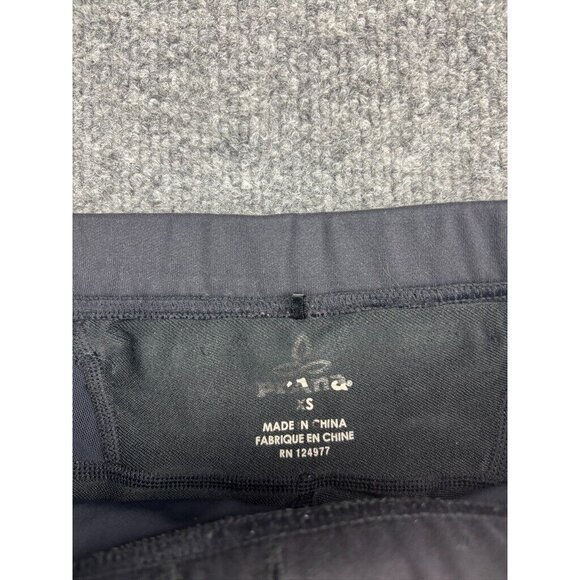 prAna®
XS
MADE IN CHINA
FABRIQUE EN CHINE
RN 124977